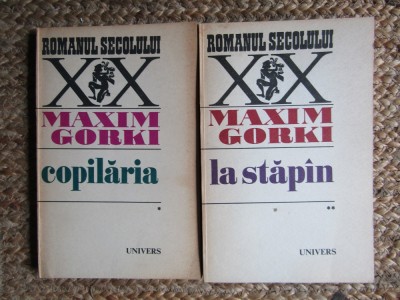 ROMANUL SECOLULUI
XX
MAXIM
GORKI
copilăria
*
UNIVERS
ROMANUL SECOLULUI
XX
MAXIM
GORKI
la stăpîn
**
UNIVERS